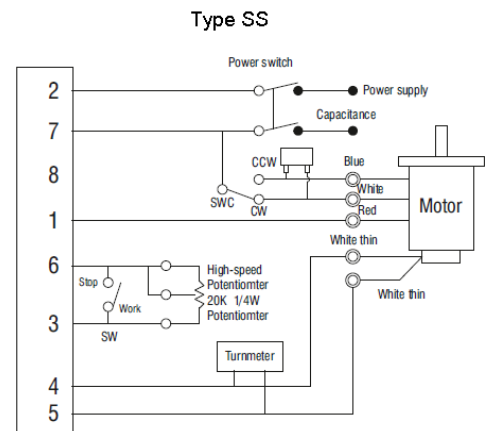 Type SS
Power switch
2
Power supply
Capacitance
7
CCW
Blue
8
White
SWC
CW
Red
1
Motor
White thin
6
High-speed
Stop
Potentiomter
White thin
20K 1/4W
Work
Potentiomter
3
SW
Turnmeter
4
5